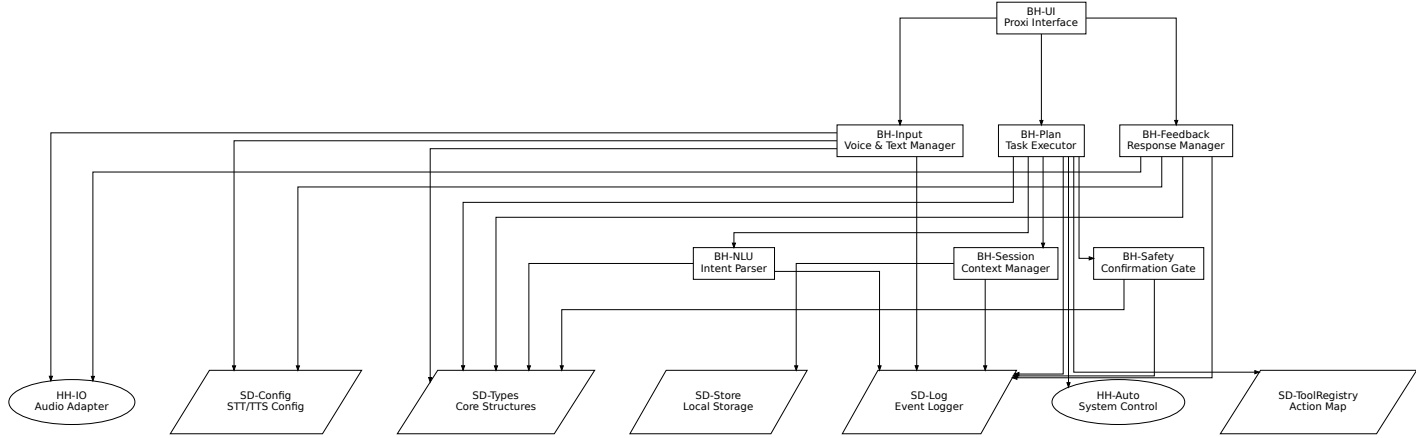 BH-UI
Proxi Interface
BH-Input
Voice & Text Manager
BH-Plan
Task Executor
BH-Feedback
Response Manager
BH-NLU
Intent Parser
BH-Session
Context Manager
BH-Safety
Confirmation Gate
HH-IO
Audio Adapter
SD-Config
STT/TTS Config
SD-Types
Core Structures
SD-Store
Local Storage
SD-Log
Event Logger
HH-Auto
System Control
SD-ToolRegistry
Action Map